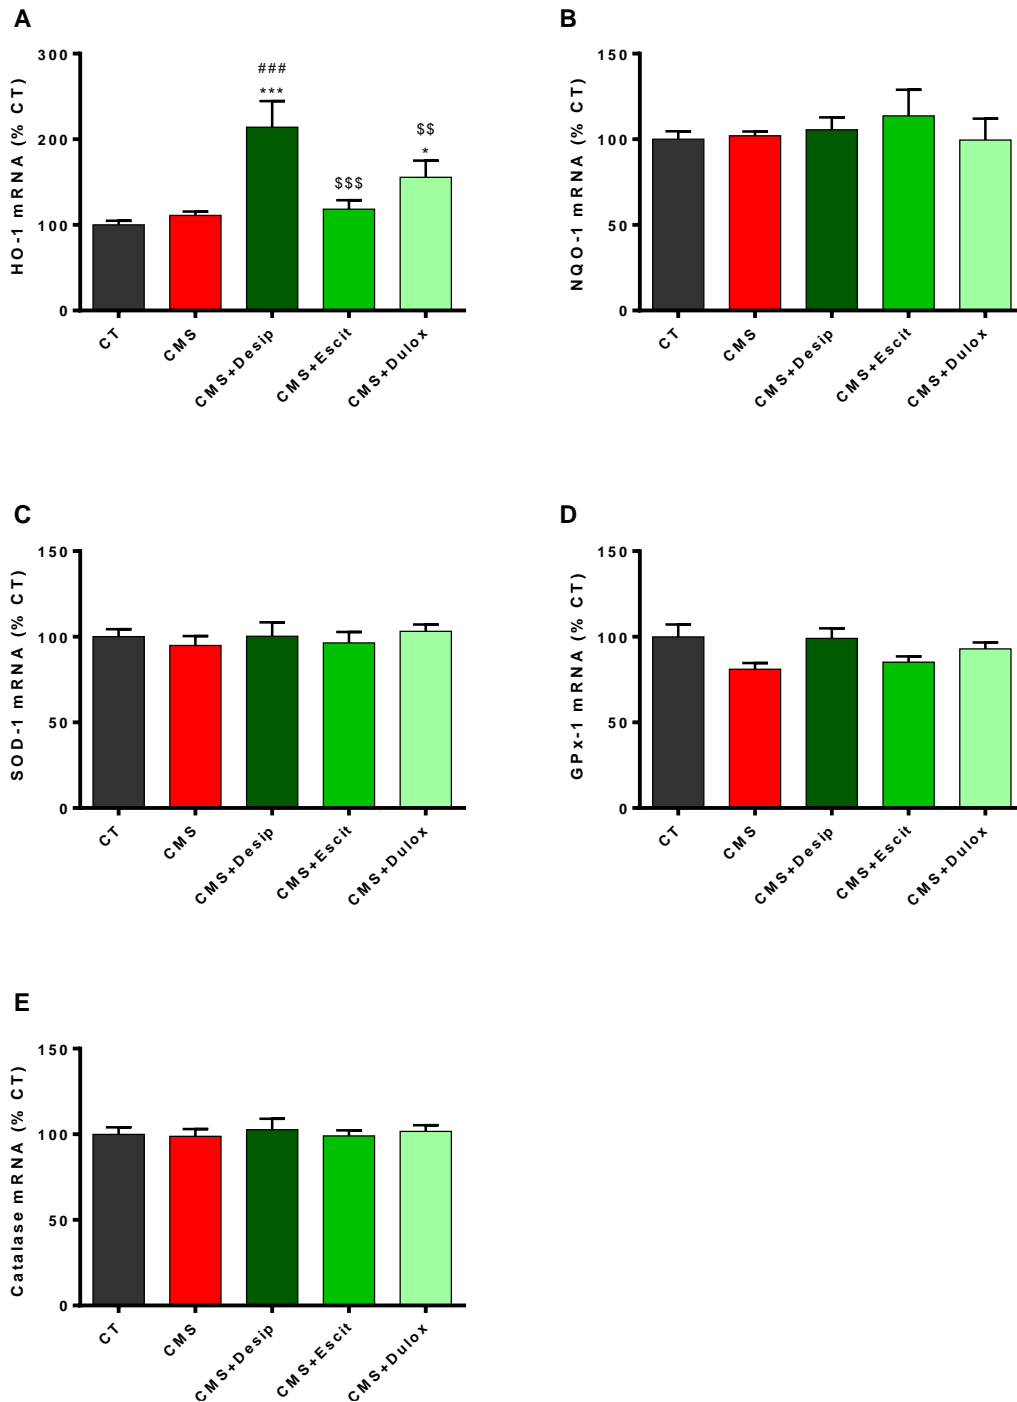 A
HO-1 mRNA (% CT)
300
200
100
0
###
***
$$$
$$
*
CT
CMS
CMS+Desip
CMS+Escit
CMS+Dulox
B
NQO-1 mRNA (% CT)
150
100
50
0
CT
CMS
CMS+Desip
CMS+Escit
CMS+Dulox
C
SOD-1 mRNA (% CT)
150
100
50
0
CT
CMS
CMS+Desip
CMS+Escit
CMS+Dulox
D
GPx-1 mRNA (% CT)
150
100
50
0
CT
CMS
CMS+Desip
CMS+Escit
CMS+Dulox
E
Catalase mRNA (% CT)
150
100
50
0
CT
CMS
CMS+Desip
CMS+Escit
CMS+Dulox